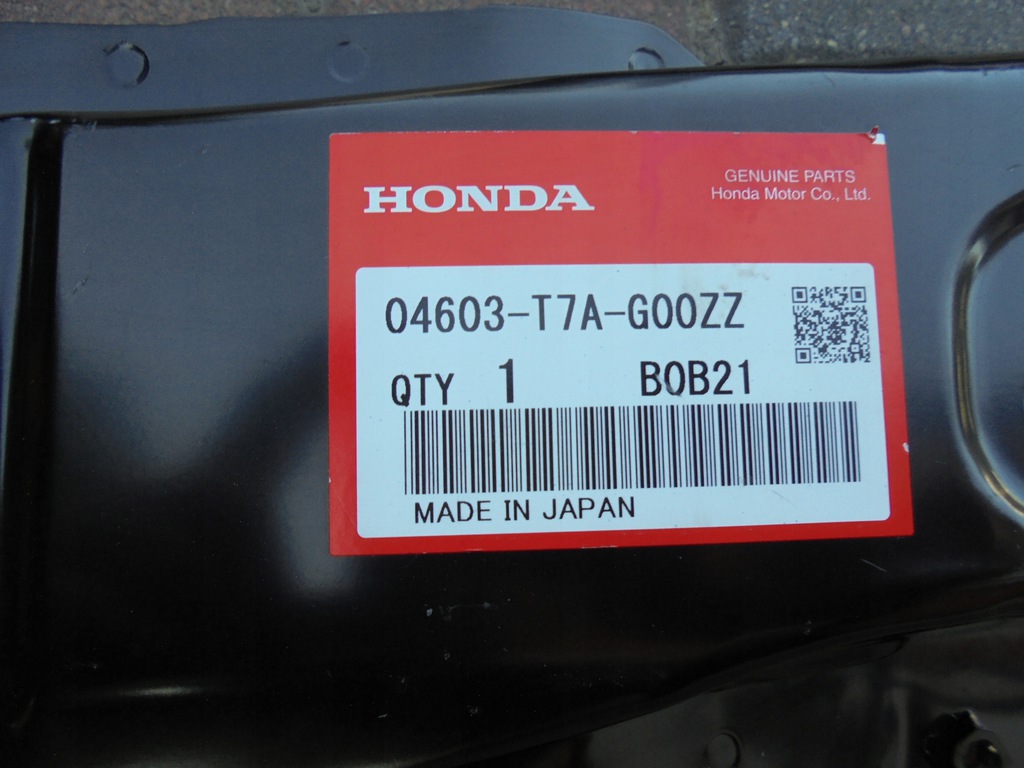 HONDA
GENUINE PARTS
Honda Motor Co., Ltd.
04603-T7A-G00ZZ
QTY 1 B0B21
MADE IN JAPAN